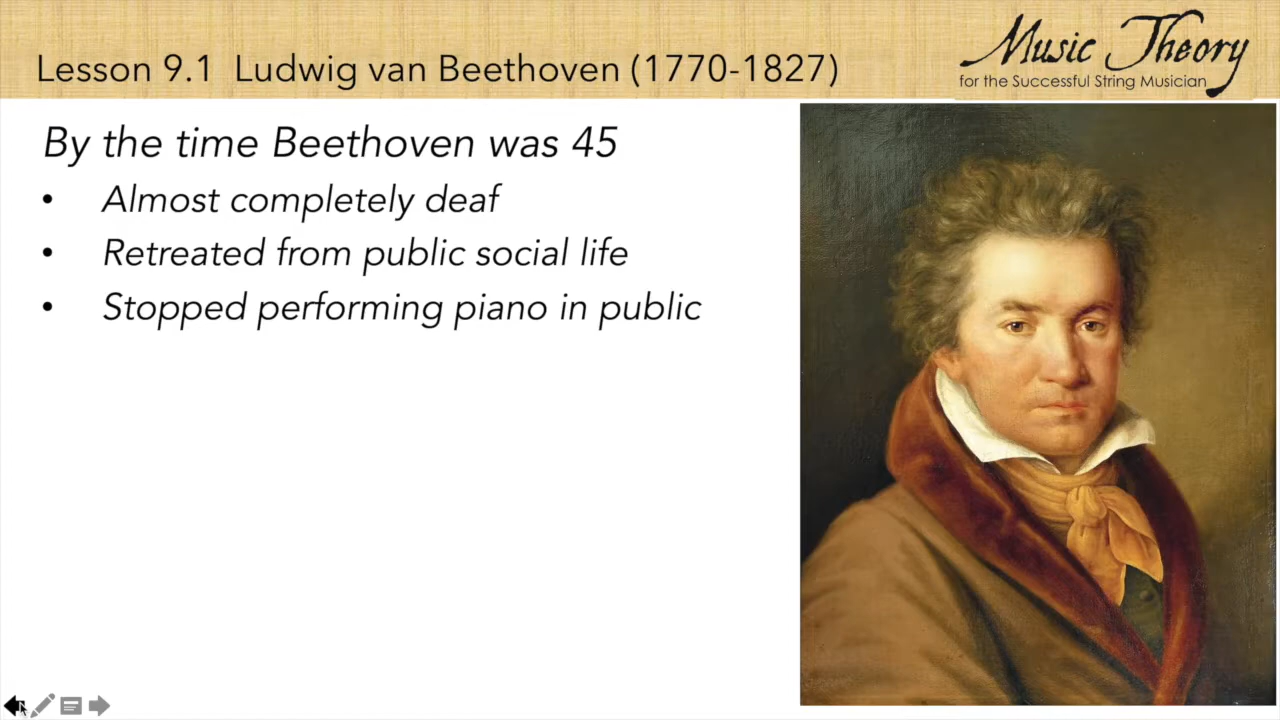 Lesson 9.1 Ludwig van Beethoven (1770-1827)
Music Theory
for the Successful String Musician
By the time Beethoven was 45
• Almost completely deaf
• Retreated from public social life
• Stopped performing piano in public